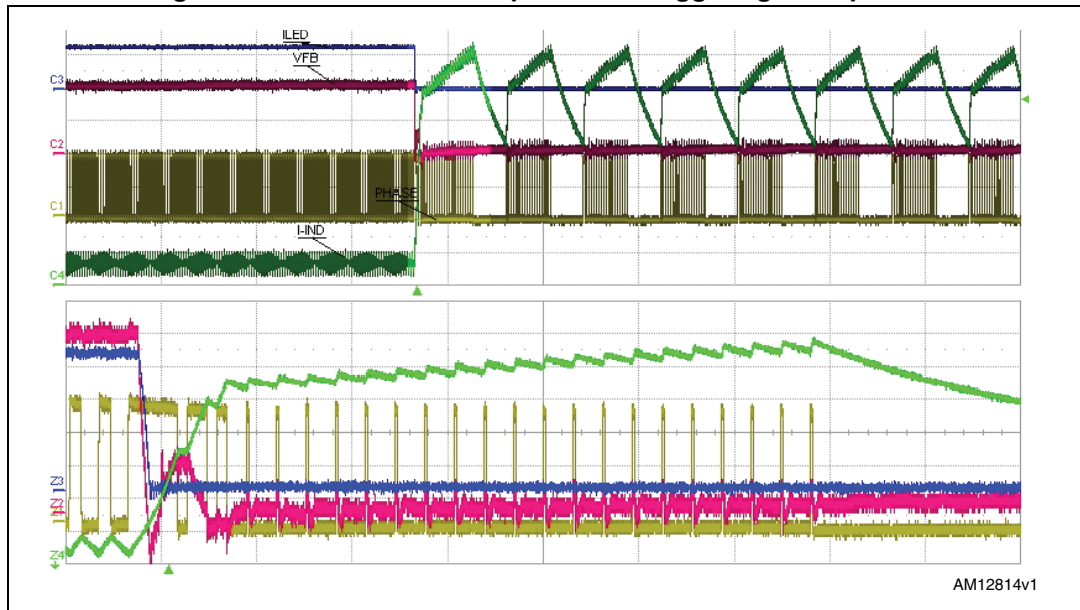 ILED
VFB
C3
C2
PHASE
C1
I-IND
C4
Z3
Z4
AM12814v1